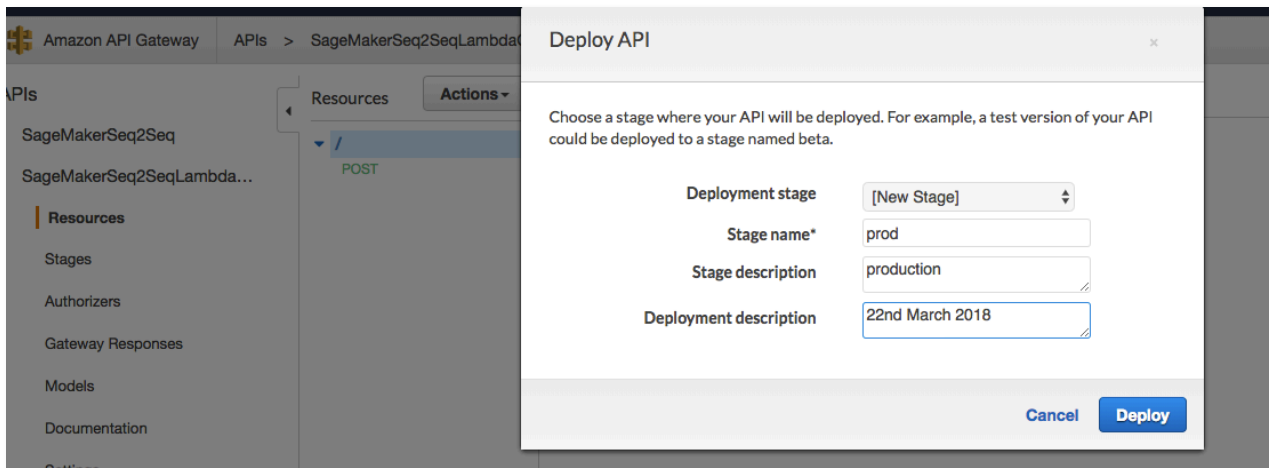 Amazon API Gateway APIs > SageMakerSeq2SeqLambda
APIs
SageMakerSeq2Seq
SageMakerSeq2SeqLambda...
Resources
Stages
Authorizers
Gateway Responses
Models
Documentation
Resources Actions
/
POST
Deploy API
×
Choose a stage where your API will be deployed. For example, a test version of your API
could be deployed to a stage named beta.
Deployment stage [New Stage]
Stage name* prod
Stage description production
Deployment description 22nd March 2018
Cancel Deploy